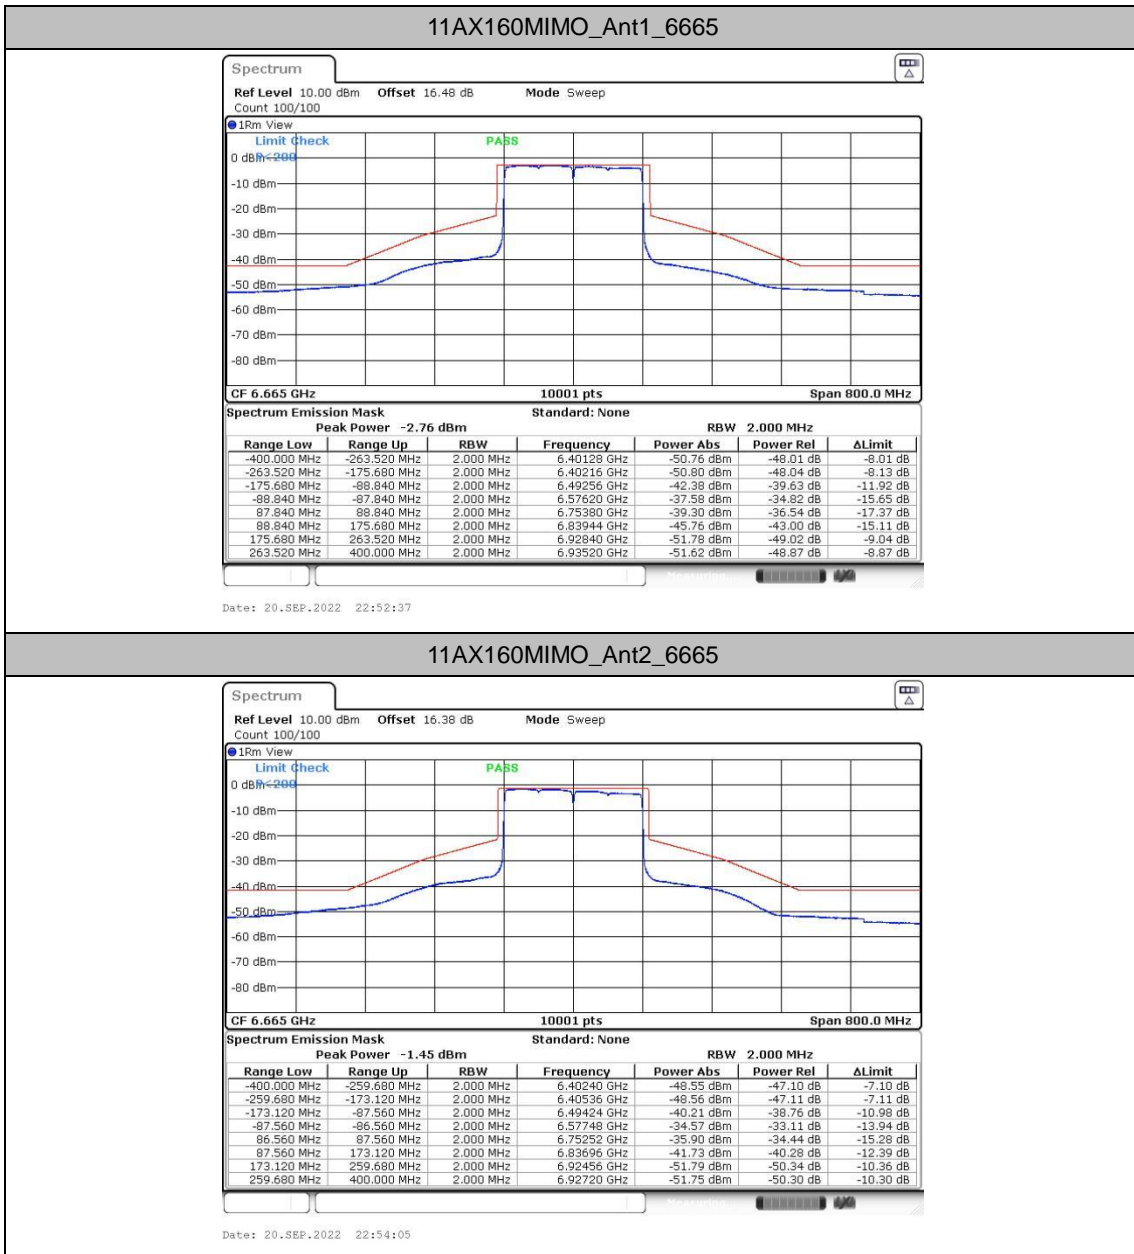 11AX160MIMO_Ant1_6665
Spectrum
Ref Level 10.00 dBm Offset 16.48 dB Mode Sweep
Count 100/100
1Rm View
Limit Check PASS
0 dBm P<200
-10 dBm
-20 dBm
-30 dBm
-40 dBm
-50 dBm
-60 dBm
-70 dBm
-80 dBm
CF 6.665 GHz 10001 pts Span 800.0 MHz
Spectrum Emission Mask Standard: None
Peak Power -2.76 dBm RBW 2.000 MHz
Range Low Range Up RBW Frequency Power Abs Power Rel ΔLimit
-400.000 MHz -263.520 MHz 2.000 MHz 6.40128 GHz -50.76 dBm -48.01 dB -8.01 dB
-263.520 MHz -175.680 MHz 2.000 MHz 6.40216 GHz -50.80 dBm -48.04 dB -8.13 dB
-175.680 MHz -88.840 MHz 2.000 MHz 6.49256 GHz -42.38 dBm -39.63 dB -11.92 dB
-88.840 MHz -87.840 MHz 2.000 MHz 6.57620 GHz -37.58 dBm -34.82 dB -15.65 dB
87.840 MHz 88.840 MHz 2.000 MHz 6.75380 GHz -39.30 dBm -36.54 dB -17.37 dB
88.840 MHz 175.680 MHz 2.000 MHz 6.83944 GHz -45.76 dBm -43.00 dB -15.11 dB
175.680 MHz 263.520 MHz 2.000 MHz 6.92840 GHz -51.78 dBm -49.02 dB -9.04 dB
263.520 MHz 400.000 MHz 2.000 MHz 6.93520 GHz -51.62 dBm -48.87 dB -8.87 dB
Measuring...
Date: 20.SEP.2022 22:52:37
11AX160MIMO_Ant2_6665
Spectrum
Ref Level 10.00 dBm Offset 16.38 dB Mode Sweep
Count 100/100
1Rm View
Limit Check PASS
0 dBm P<200
-10 dBm
-20 dBm
-30 dBm
-40 dBm
-50 dBm
-60 dBm
-70 dBm
-80 dBm
CF 6.665 GHz 10001 pts Span 800.0 MHz
Spectrum Emission Mask Standard: None
Peak Power -1.45 dBm RBW 2.000 MHz
Range Low Range Up RBW Frequency Power Abs Power Rel ΔLimit
-400.000 MHz -259.680 MHz 2.000 MHz 6.40240 GHz -48.55 dBm -47.10 dB -7.10 dB
-259.680 MHz -173.120 MHz 2.000 MHz 6.40536 GHz -48.56 dBm -47.11 dB -7.11 dB
-173.120 MHz -87.560 MHz 2.000 MHz 6.49424 GHz -40.21 dBm -38.76 dB -10.98 dB
-87.560 MHz -86.560 MHz 2.000 MHz 6.57748 GHz -34.57 dBm -33.11 dB -13.94 dB
86.560 MHz 87.560 MHz 2.000 MHz 6.75252 GHz -35.90 dBm -34.44 dB -15.28 dB
87.560 MHz 173.120 MHz 2.000 MHz 6.83696 GHz -41.73 dBm -40.28 dB -12.39 dB
173.120 MHz 259.680 MHz 2.000 MHz 6.92456 GHz -51.79 dBm -50.34 dB -10.36 dB
259.680 MHz 400.000 MHz 2.000 MHz 6.92720 GHz -51.75 dBm -50.30 dB -10.30 dB
Measuring...
Date: 20.SEP.2022 22:54:05